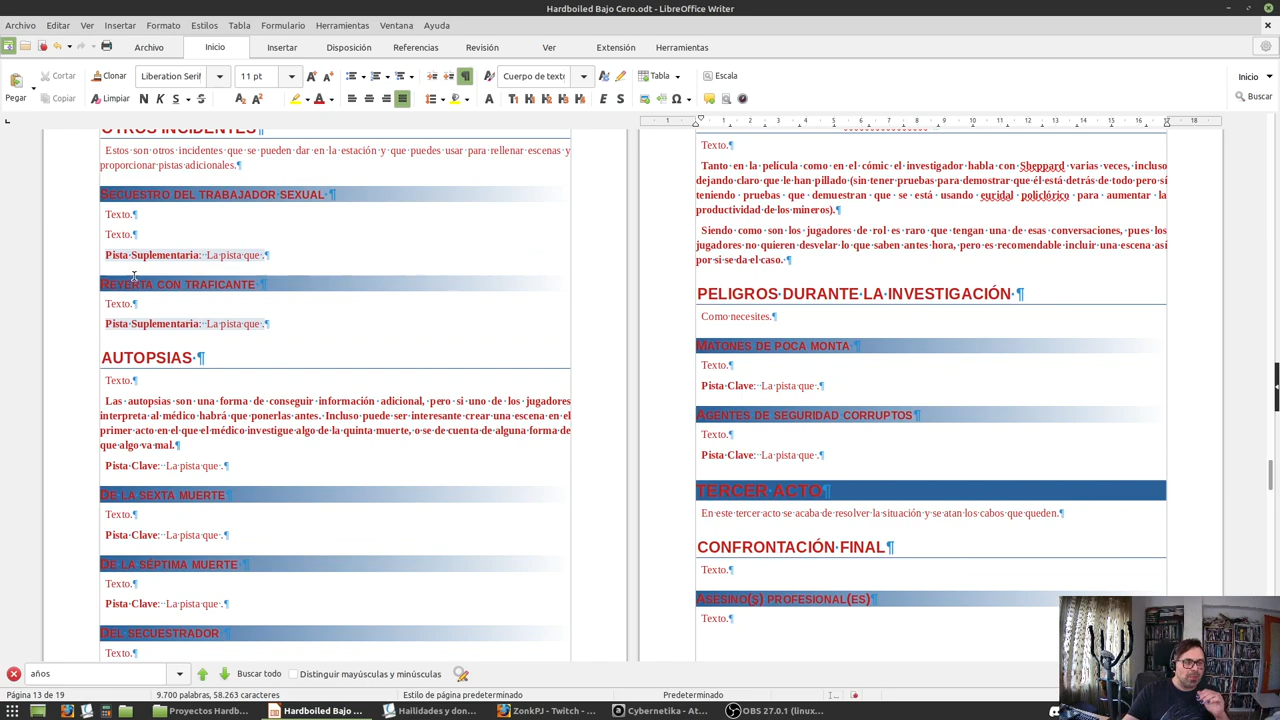 Hardboiled Bajo Cero.odt - LibreOffice Writer
Archivo Editar Ver Insertar Formato Estilos Tabla Formulario Herramientas Ventana Ayuda
Archivo Inicio Insertar Disposición Referencias Revisión Ver Extensión Herramientas
Pegar Cortar Clonar Liberation Serif 11 pt Cuerpo de texto Tabla Escala Inicio
Copiar Limpiar Buscar
OTROS INCIDENTES
Estos son otros incidentes que se pueden dar en la estación y que puedes usar para rellenar escenas y
proporcionar pistas adicionales.
SECUESTRO DEL TRABAJADOR SEXUAL
Texto.
Texto.
Pista Suplementaria: La pista que .
REYERTA CON TRAFICANTE
Texto.
Pista Suplementaria: La pista que .
AUTOPSIAS
Texto.
Las autopsias son una forma de conseguir información adicional, pero si uno de los jugadores
interpreta al médico habrá que ponerlas antes. Incluso puede ser interesante crear una escena en el
primer acto en el que el médico investigue algo de la quinta muerte, o se de cuenta de alguna forma de
que algo va mal.
Pista Clave: La pista que .
DE LA SEXTA MUERTE
Texto.
Pista Clave: La pista que .
DE LA SÉPTIMA MUERTE
Texto.
Pista Clave: La pista que .
DEL SECUESTRADOR
Texto.
Texto.
Tanto en la película como en el cómic el investigador habla con Sheppard varias veces, incluso
dejando claro que le han pillado (sin tener pruebas para demostrar que él está detrás de todo pero sí
teniendo pruebas que demuestran que se está usando euridal policlórico para aumentar la
productividad de los mineros).
Siendo como son los jugadores de rol es raro que tengan una de esas conversaciones, pues los
jugadores no quieren desvelar lo que saben antes hora, pero es recomendable incluir una escena así
por si se da el caso.
PELIGROS DURANTE LA INVESTIGACIÓN
Como necesites.
MATONES DE POCA MONTA
Texto.
Pista Clave: La pista que .
AGENTES DE SEGURIDAD CORRUPTOS
Texto.
Pista Clave: La pista que .
TERCER ACTO
En este tercer acto se acaba de resolver la situación y se atan los cabos que queden.
CONFRONTACIÓN FINAL
Texto.
ASESINO(S) PROFESIONAL(ES)
Texto.
años Buscar todo Distinguir mayúsculas y minúsculas
Página 13 de 19 9.700 palabras, 58.263 caracteres Estilo de página predeterminado Predeterminado
Proyectos Hardb... Hardboiled Bajo ... Hailidades y don... ZonkPJ - Twitch - ... Cybernetika - At... OBS 27.0.1 (linux...